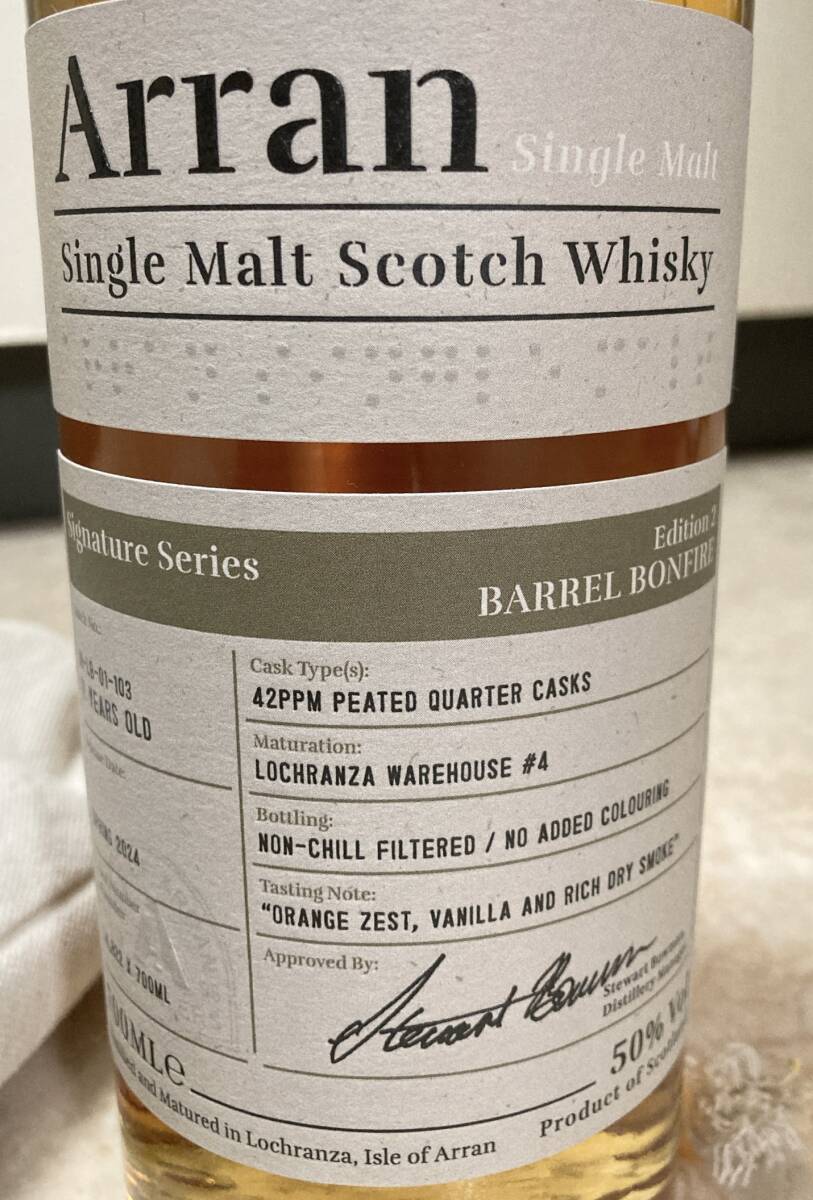 Arran
Single Malt
Single Malt Scotch Whisky
Signature Series
Edition 2
BARREL BONFIRE
YEARS OLD
2024
X 700ML
Cask Type(s):
42PPM PEATED QUARTER CASKS
Maturation:
LOCHRANZA WAREHOUSE #4
Bottling:
NON-CHILL FILTERED / NO ADDED COLOURING
Tasting Note:
"ORANGE ZEST, VANILLA AND RICH DRY SMOKE"
Approved By:
Stewart Bowman
Stewart Bowman
Distillery Manager
50% Vol
and Matured in Lochranza, Isle of Arran
Product of Scotland